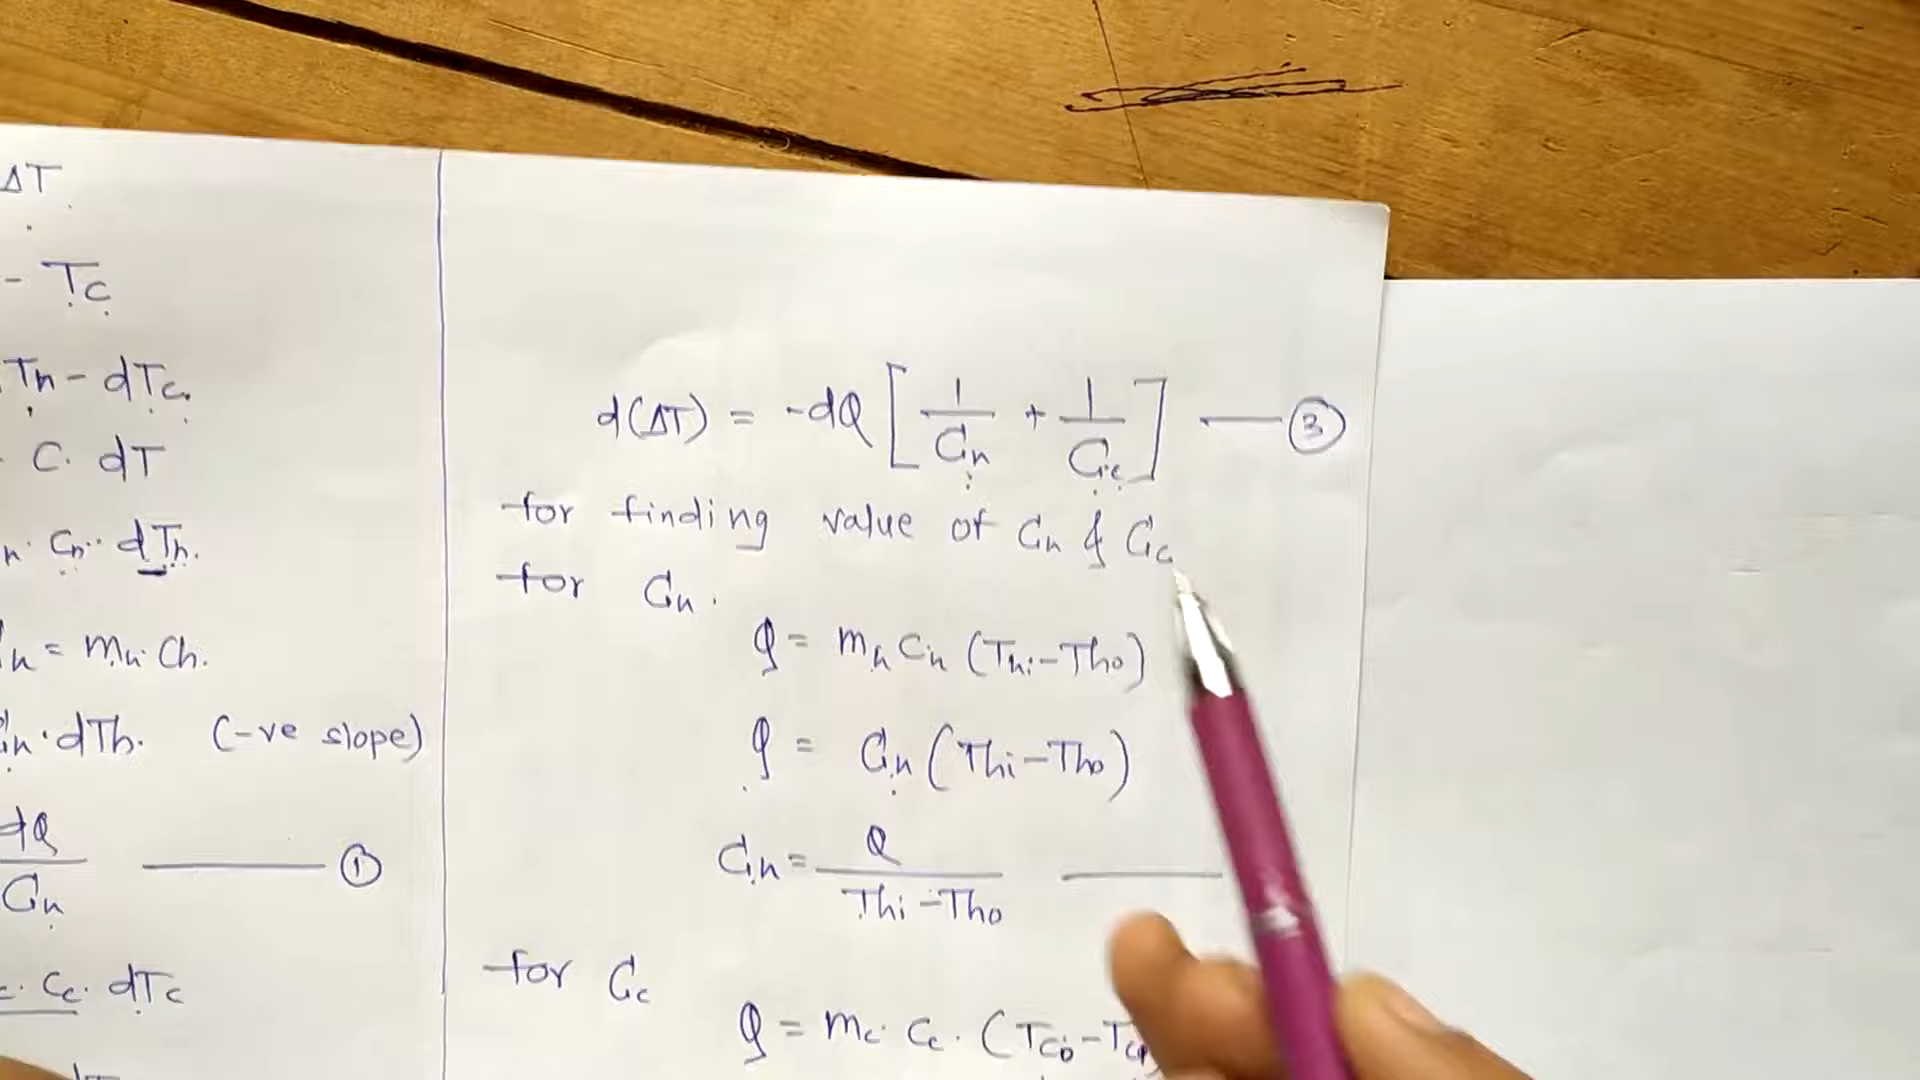 ΔT
- Tc
Th - dTc.
C. dT
Ch.. dTh.
h = mh. Ch.
Ch . dTh. (-ve slope)
dQ
Ch
①
c. Cc. dTc
d(ΔT) = -dQ [ 1/Ch + 1/Cc ] — ③
for finding value of Ch & Cc
for Ch.
Q = mh Ch (Thi - Tho)
Q = Ch (Thi - Tho)
Ch = Q / Thi - Tho —
for Cc
Q = mc. Cc. (Tco - Tci